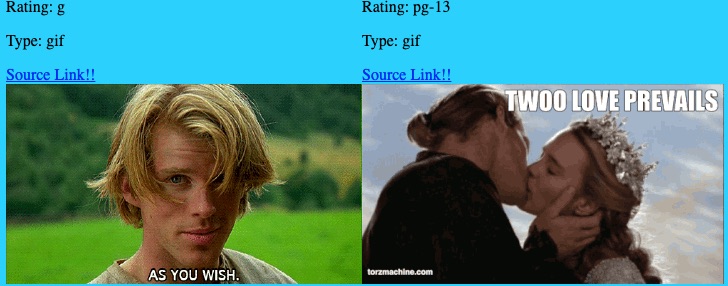 Rating: g
Type: gif
Source Link!!
AS YOU WISH.
Rating: pg-13
Type: gif
Source Link!!
TWOO LOVE PREVAILS
torzmachine.com